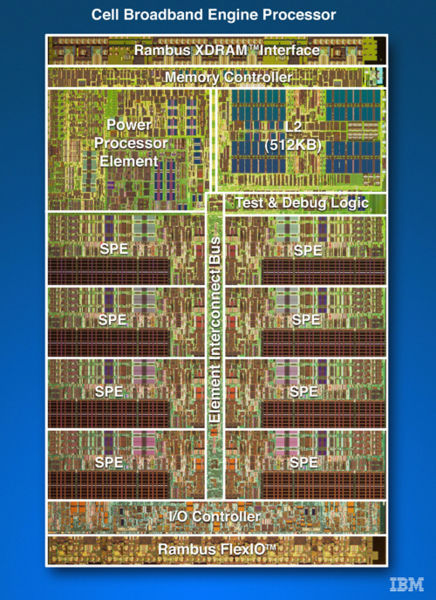 Cell Broadband Engine Processor
Rambus XDRAM™Interface
Memory Controller
Power
Processor
Element
L2
(512KB)
Test & Debug Logic
Element Interconnect Bus
SPE
SPE
SPE
SPE
SPE
SPE
SPE
SPE
I/O Controller
Rambus FlexIO™
IBM